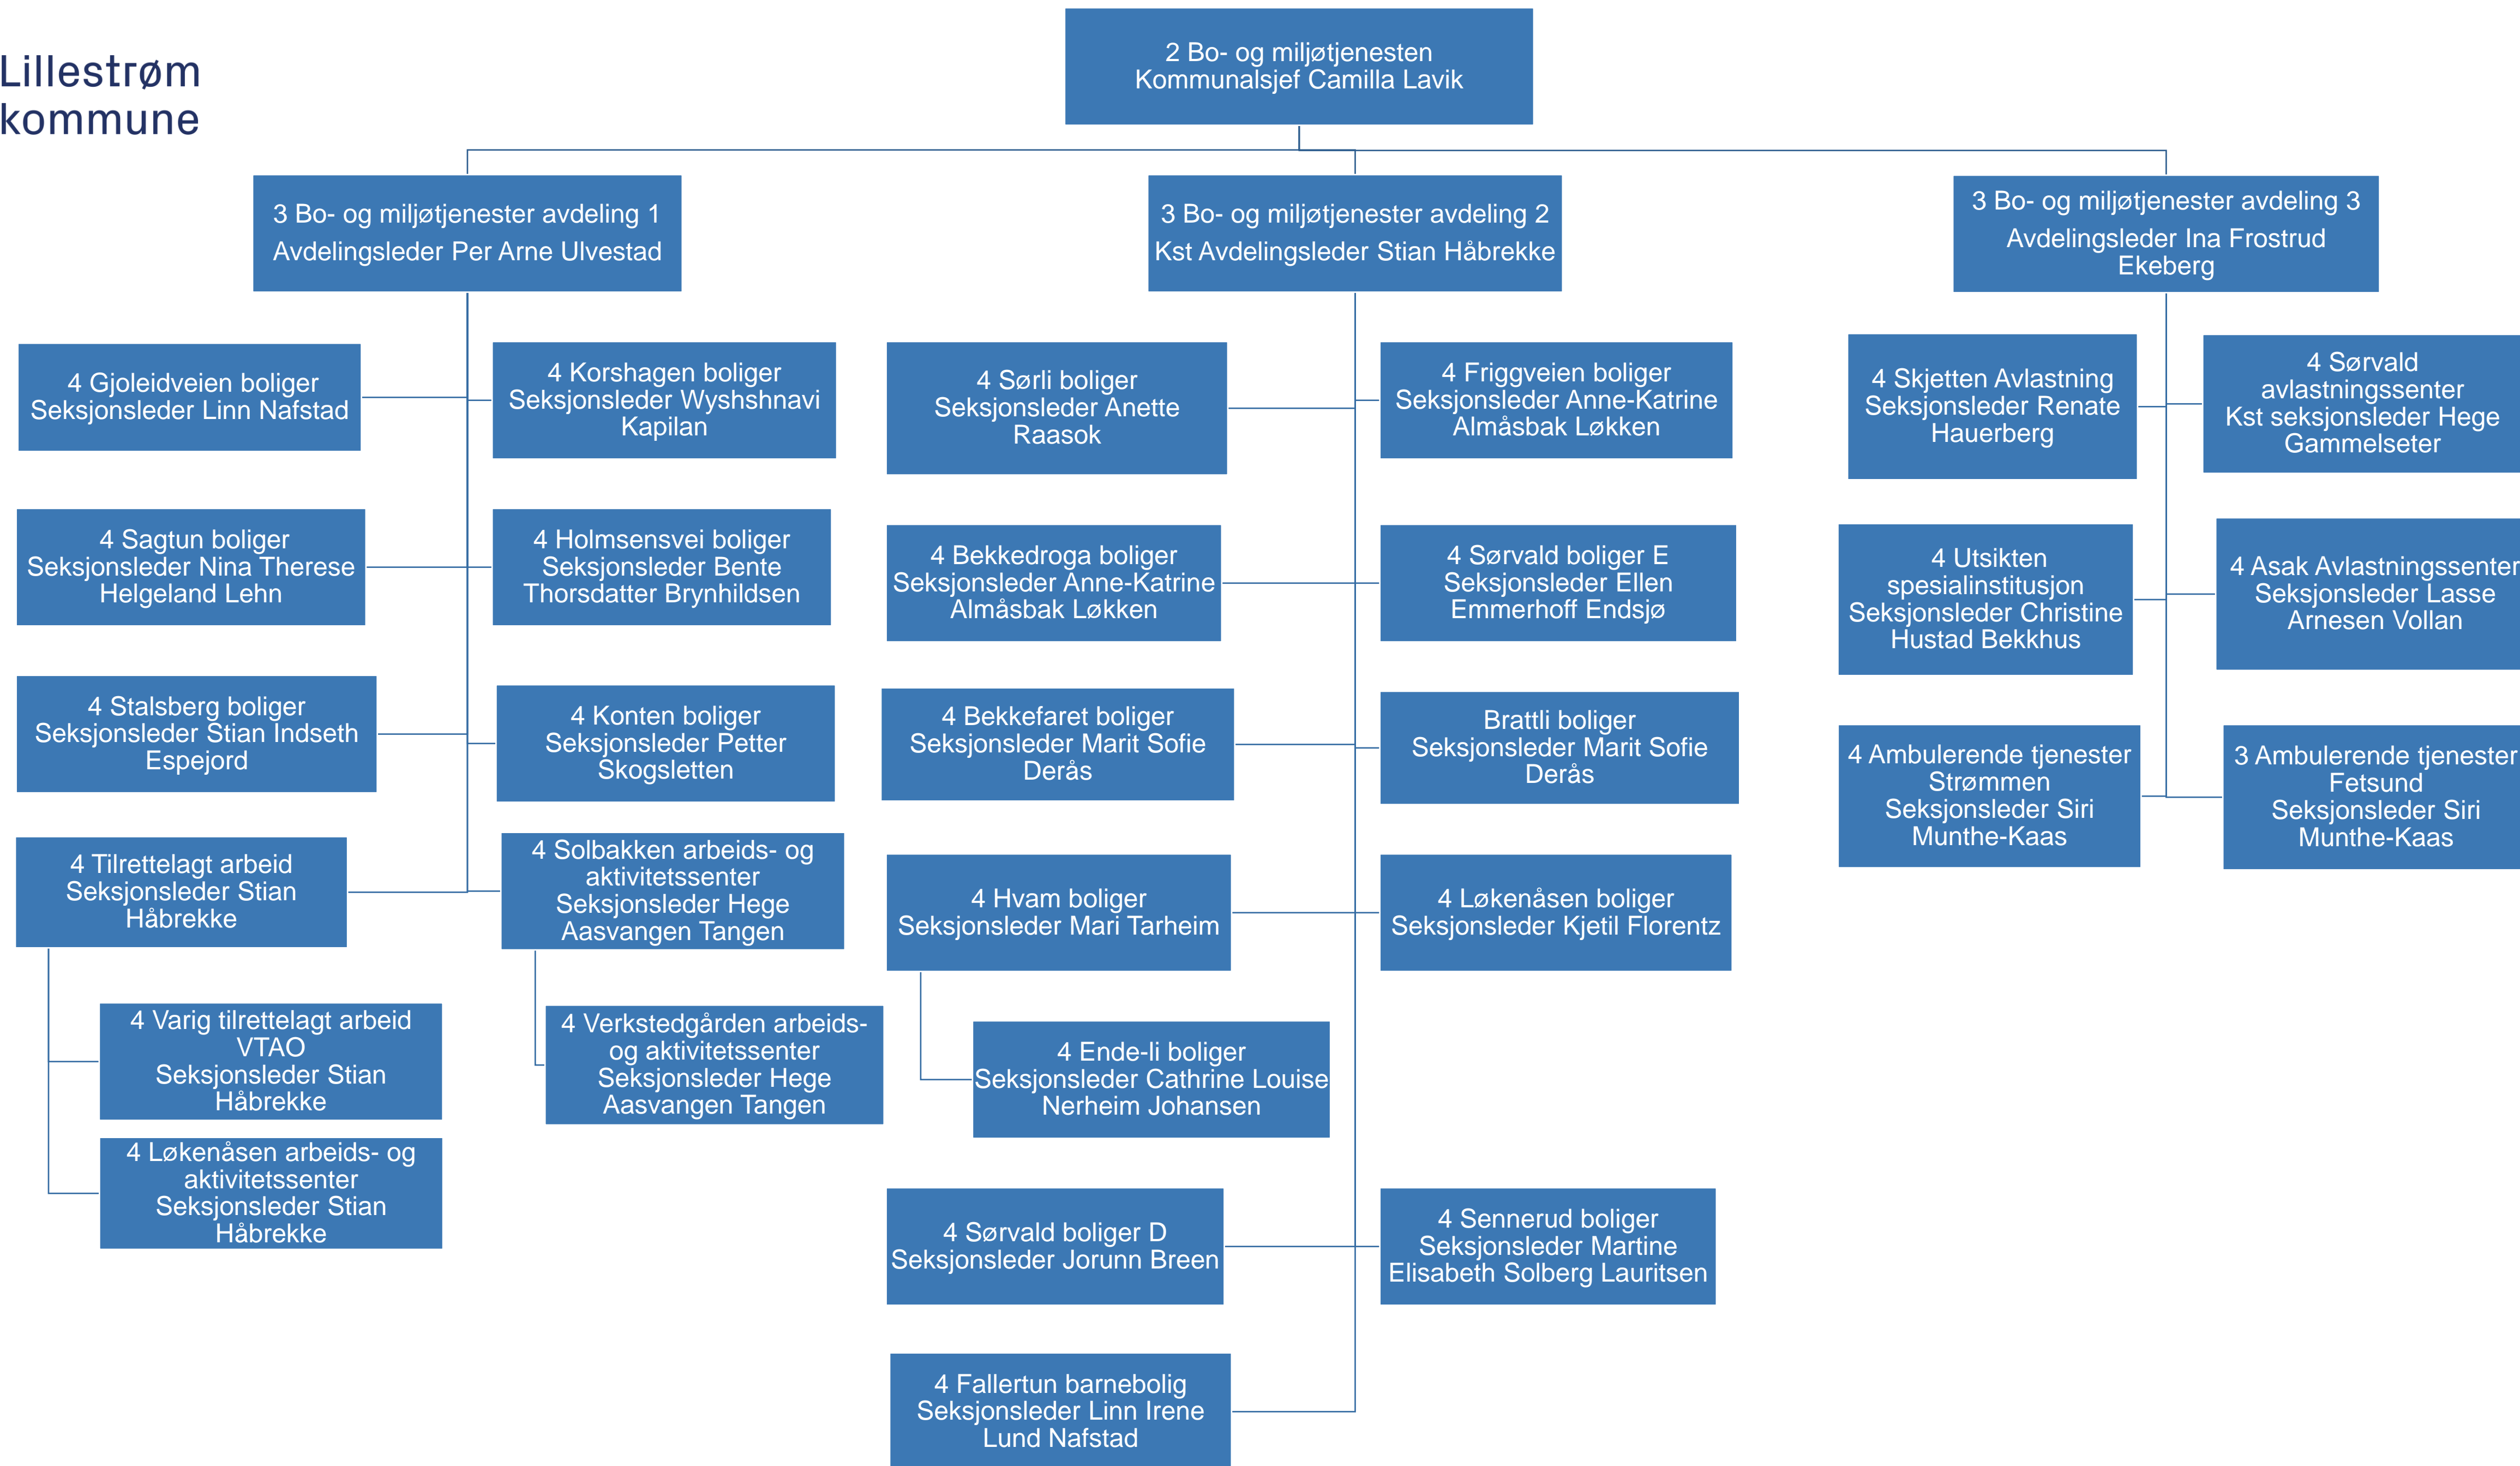 Lillestrøm
kommune
2 Bo- og miljøtjenesten
Kommunalsjef Camilla Lavik
3 Bo- og miljøtjenester avdeling 1
Avdelingsleder Per Arne Ulvestad
3 Bo- og miljøtjenester avdeling 2
Kst Avdelingsleder Stian Håbrekke
3 Bo- og miljøtjenester avdeling 3
Avdelingsleder Ina Frostrud
Ekeberg
4 Gjoleidveien boliger
Seksjonsleder Linn Nafstad
4 Korshagen boliger
Seksjonsleder Wyshshnavi
Kapilan
4 Sagtun boliger
Seksjonsleder Nina Therese
Helgeland Lehn
4 Holmsensvei boliger
Seksjonsleder Bente
Thorsdatter Brynhildsen
4 Stalsberg boliger
Seksjonsleder Stian Indseth
Espejord
4 Konten boliger
Seksjonsleder Petter
Skogsletten
4 Tilrettelagt arbeid
Seksjonsleder Stian
Håbrekke
4 Solbakken arbeids- og
aktivitetssenter
Seksjonsleder Hege
Aasvangen Tangen
4 Varig tilrettelagt arbeid
VTAO
Seksjonsleder Stian
Håbrekke
4 Verkstedgården arbeids-
og aktivitetssenter
Seksjonsleder Hege
Aasvangen Tangen
4 Løkenåsen arbeids- og
aktivitetssenter
Seksjonsleder Stian
Håbrekke
4 Sørli boliger
Seksjonsleder Anette
Raasok
4 Friggveien boliger
Seksjonsleder Anne-Katrine
Almåsbak Løkken
4 Bekkedroga boliger
Seksjonsleder Anne-Katrine
Almåsbak Løkken
4 Sørvald boliger E
Seksjonsleder Ellen
Emmerhoff Endsjø
4 Bekkefaret boliger
Seksjonsleder Marit Sofie
Derås
Brattli boliger
Seksjonsleder Marit Sofie
Derås
4 Hvam boliger
Seksjonsleder Mari Tarheim
4 Løkenåsen boliger
Seksjonsleder Kjetil Florentz
4 Ende-li boliger
Seksjonsleder Cathrine Louise
Nerheim Johansen
4 Sørvald boliger D
Seksjonsleder Jorunn Breen
4 Sennerud boliger
Seksjonsleder Martine
Elisabeth Solberg Lauritsen
4 Fallertun barnebolig
Seksjonsleder Linn Irene
Lund Nafstad
4 Skjetten Avlastning
Seksjonsleder Renate
Hauerberg
4 Sørvald
avlastningssenter
Kst seksjonsleder Hege
Gammelseter
4 Utsikten
spesialinstitusjon
Seksjonsleder Christine
Hustad Bekkhus
4 Asak Avlastningssenter
Seksjonsleder Lasse
Arnesen Vollan
4 Ambulerende tjenester
Strømmen
Seksjonsleder Siri
Munthe-Kaas
3 Ambulerende tjenester
Fetsund
Seksjonsleder Siri
Munthe-Kaas